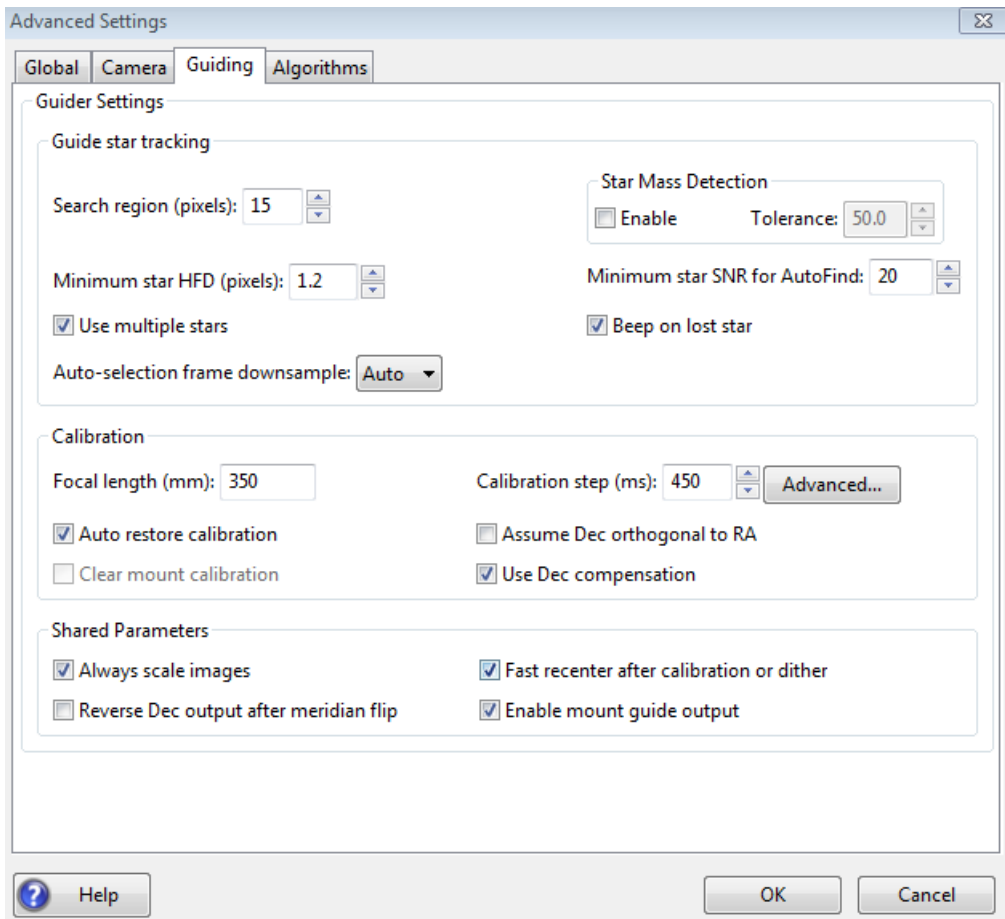 Advanced Settings
Global Camera Guiding Algorithms
Guider Settings
Guide star tracking
Search region (pixels): 15
Star Mass Detection
Enable Tolerance: 50.0
Minimum star HFD (pixels): 1.2
Minimum star SNR for AutoFind: 20
Use multiple stars
Beep on lost star
Auto-selection frame downsample: Auto
Calibration
Focal length (mm): 350
Calibration step (ms): 450 Advanced...
Auto restore calibration
Assume Dec orthogonal to RA
Clear mount calibration
Use Dec compensation
Shared Parameters
Always scale images
Fast recenter after calibration or dither
Reverse Dec output after meridian flip
Enable mount guide output
? Help
OK
Cancel